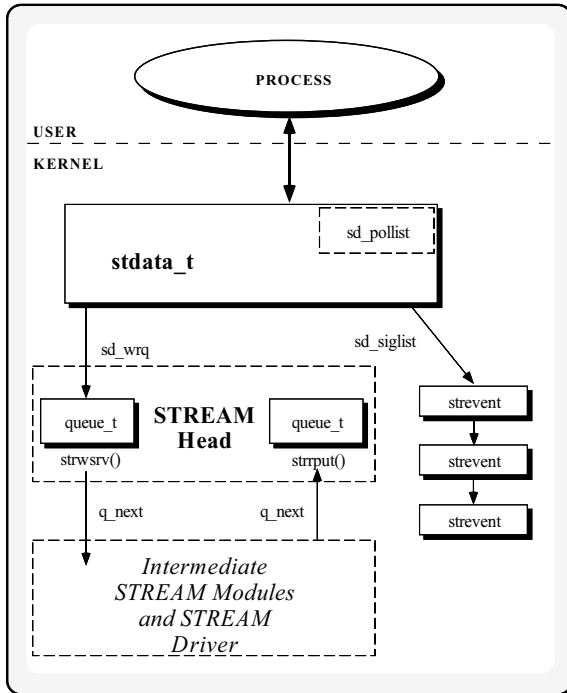 PROCESS
USER
KERNEL
sd_pollist
stdata_t
sd_wrq
sd_siglist
queue_t
STREAM
Head
queue_t
strwsrv()
strrput()
strevent
strevent
strevent
q_next
q_next
Intermediate
STREAM Modules
and STREAM
Driver